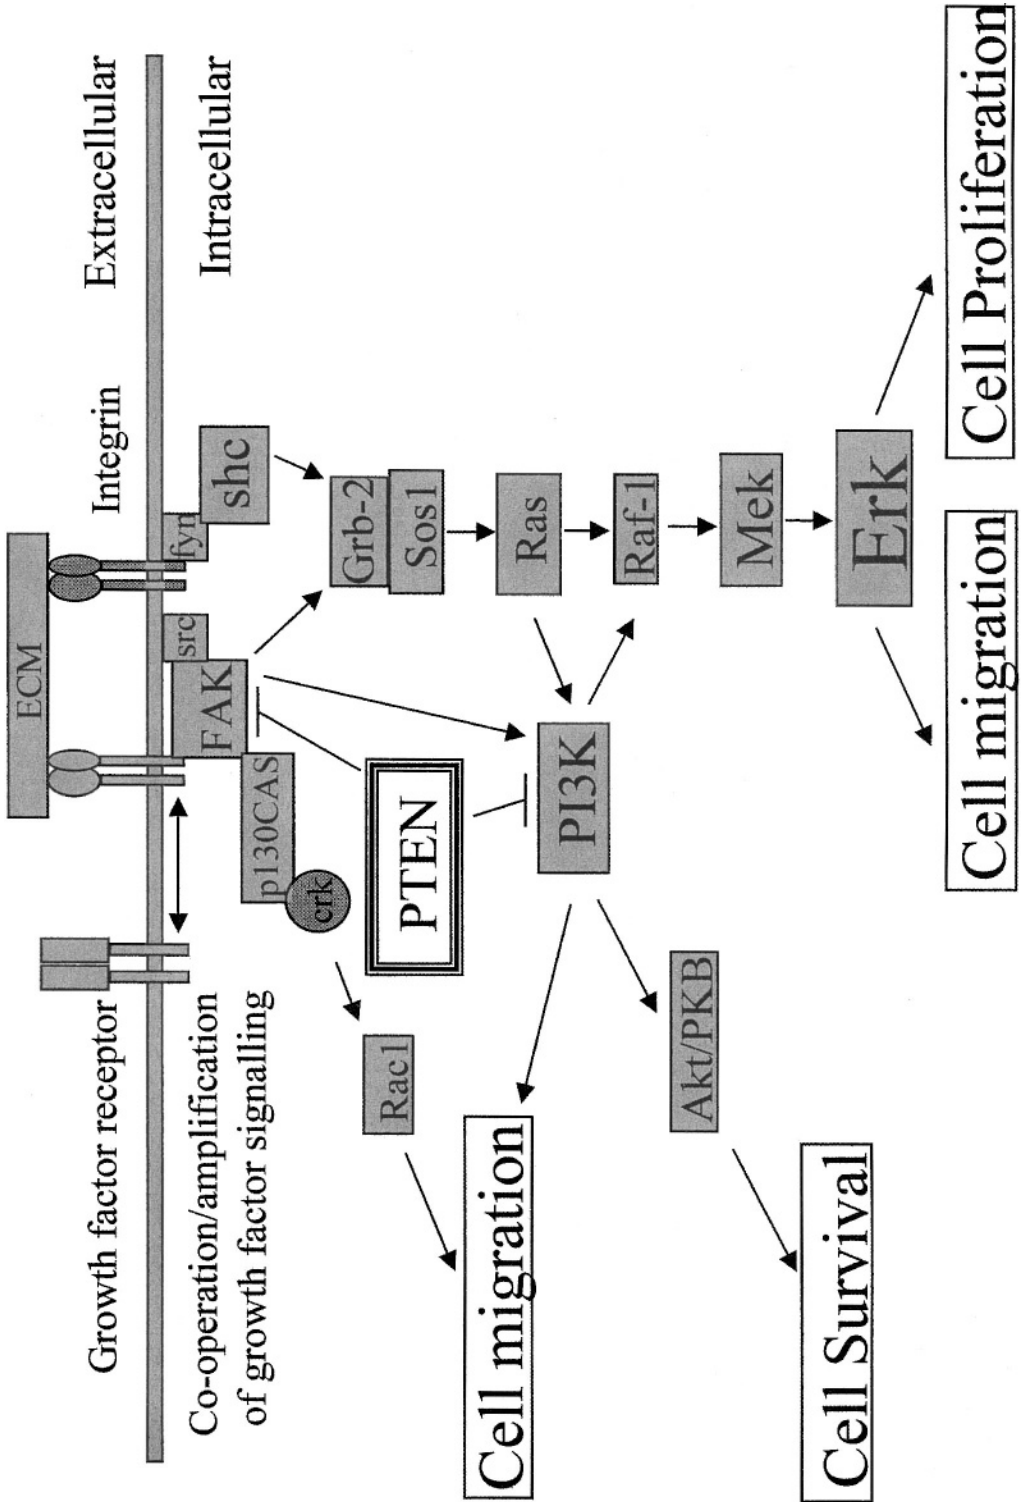 ECM
Integrin
Extracellular
Growth factor receptor
Intracellular
Co-operation/amplification
of growth factor signalling
src
fyn
FAK
shc
p130CAS
crk
Grb-2
Sos1
PTEN
Rac1
Ras
PI3K
Raf-1
Cell migration
Akt/PKB
Mek
Erk
Cell Survival
Cell migration
Cell Proliferation